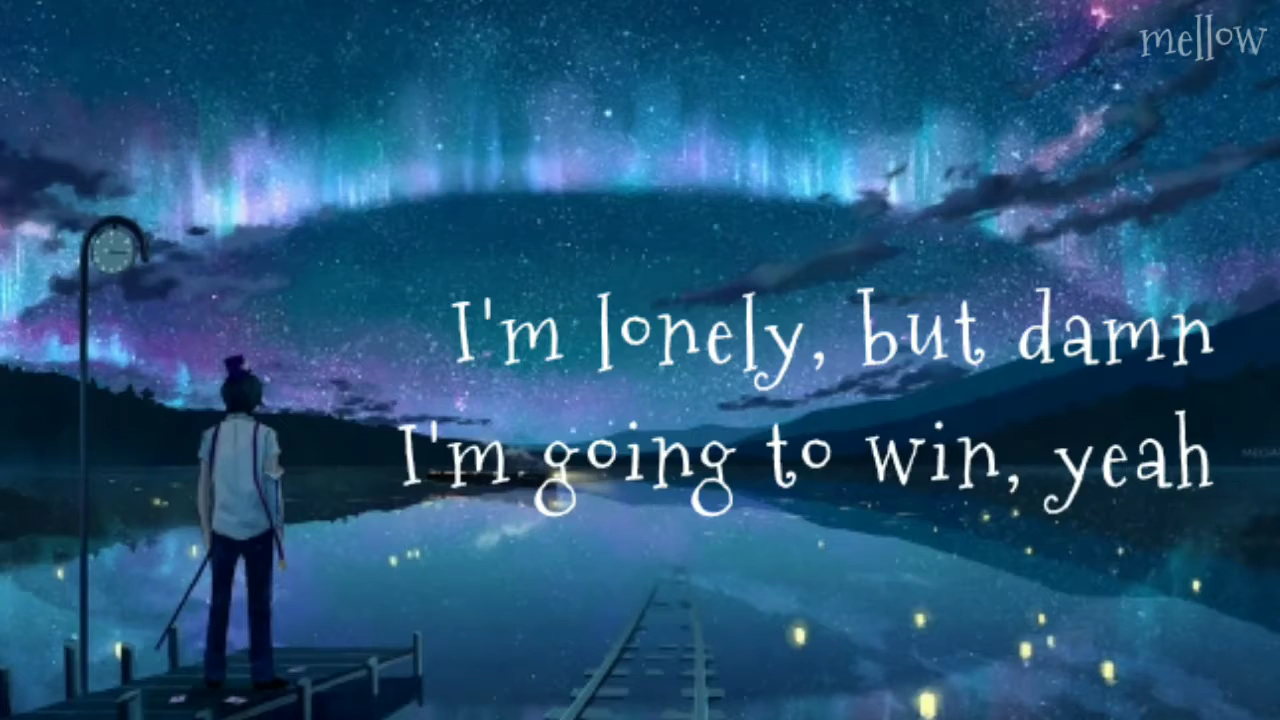 mellow
I'm lonely, but damn
I'm going to win, yeah